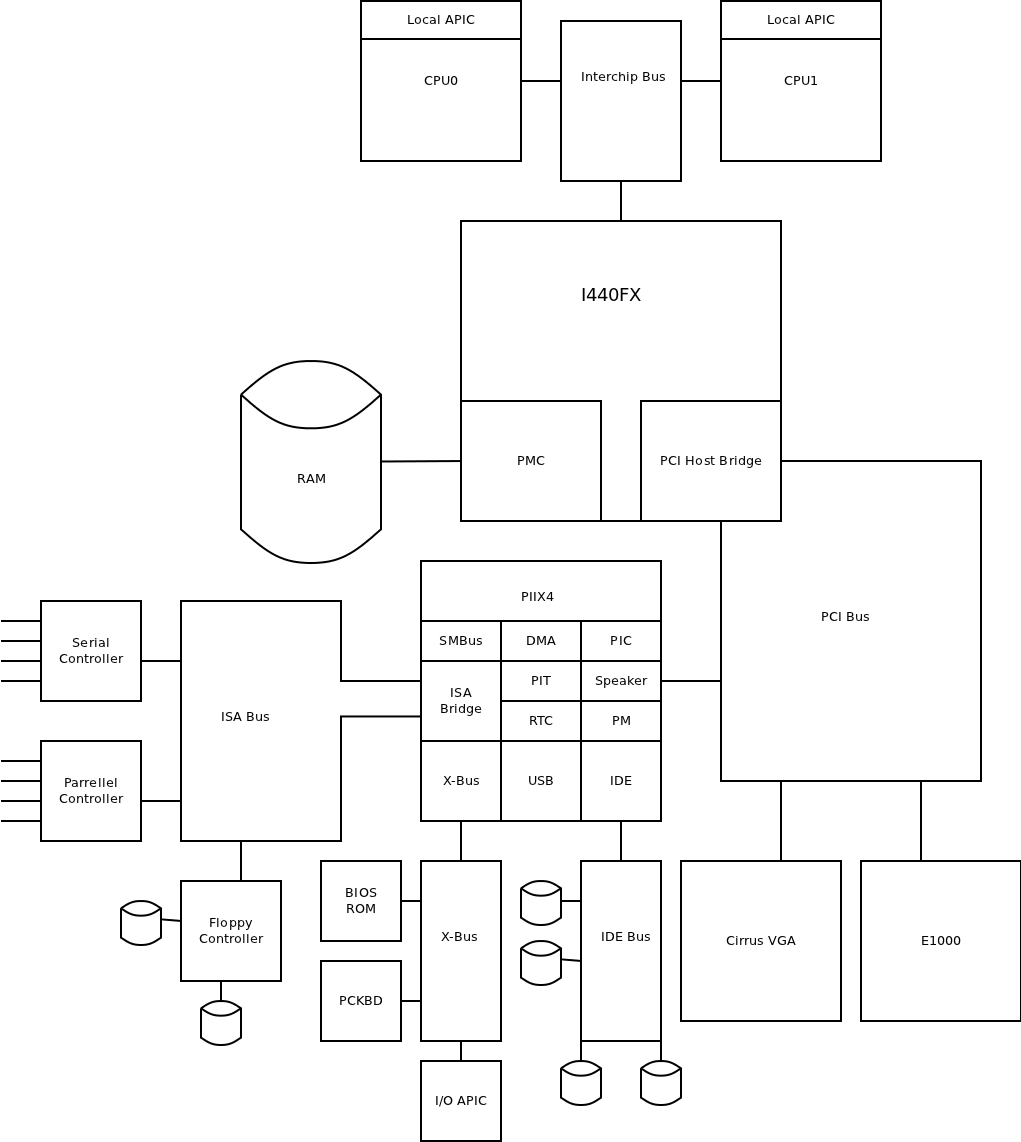 Local APIC
Local APIC
CPU0
Interchip Bus
CPU1
I440FX
PMC
PCI Host Bridge
RAM
PIIX4
PCI Bus
SMBus
DMA
PIC
Serial
Controller
ISA
Bridge
PIT
Speaker
ISA Bus
RTC
PM
Parrellel
Controller
X-Bus
USB
IDE
BIOS
ROM
Floppy
Controller
X-Bus
IDE Bus
Cirrus VGA
E1000
PCKBD
I/O APIC